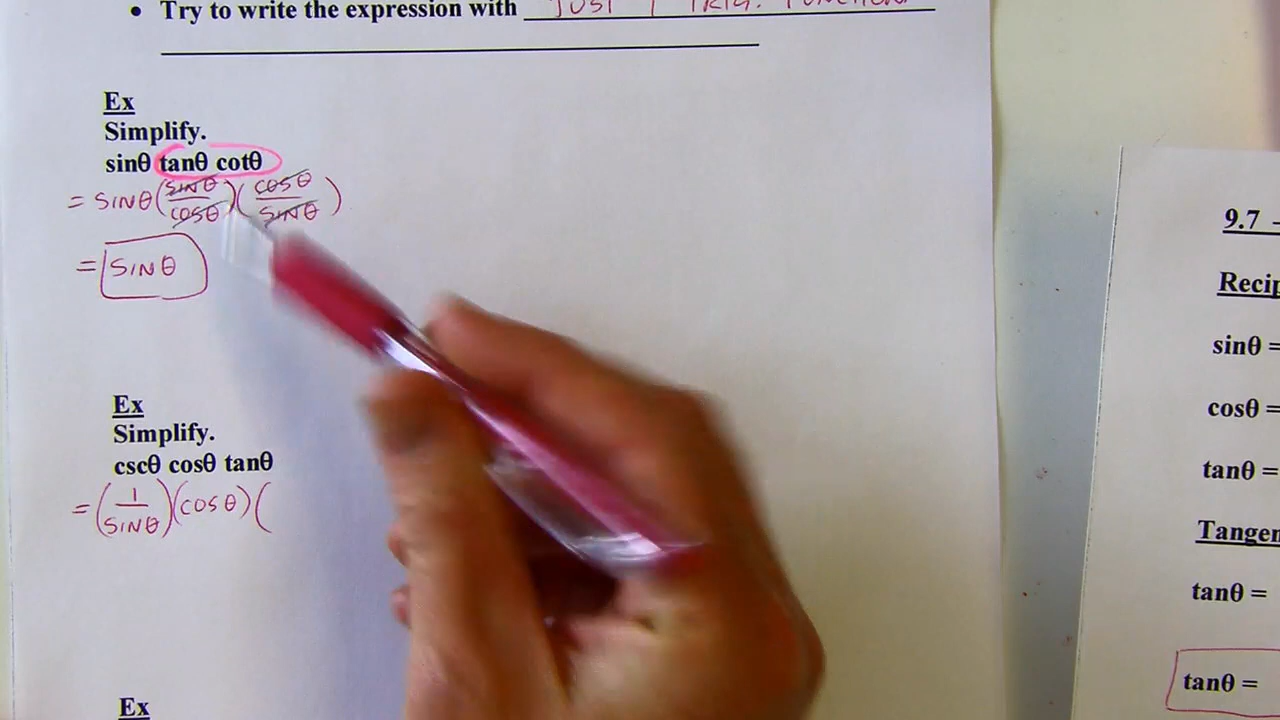 • Try to write the expression with JUST 1 TRIG. FUNCTION
Ex
Simplify.
sinθ tanθ cotθ
= SINθ (SINθ/COSθ)(COSθ/SINθ)
= SINθ
Ex
Simplify.
cscθ cosθ tanθ
= (1/SINθ)(COSθ)(
Ex
9.7 -
Recip
sinθ =
cosθ =
tanθ =
Tangen
tanθ =
tanθ =